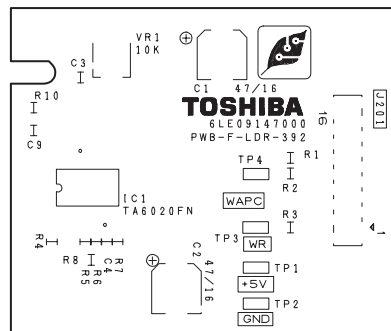 VR1
10K
C3
C1 47/16
R10
C9
TOSHIBA
6LE09147000
PWB-F-LDR-392
J201
16
1
TP4
R1
R2
WAPC
IC1
TA6020FN
R3
TP3
WR
R4
R8
R5
R6
C4
R7
C2
47/16
TP1
+5V
TP2
GND